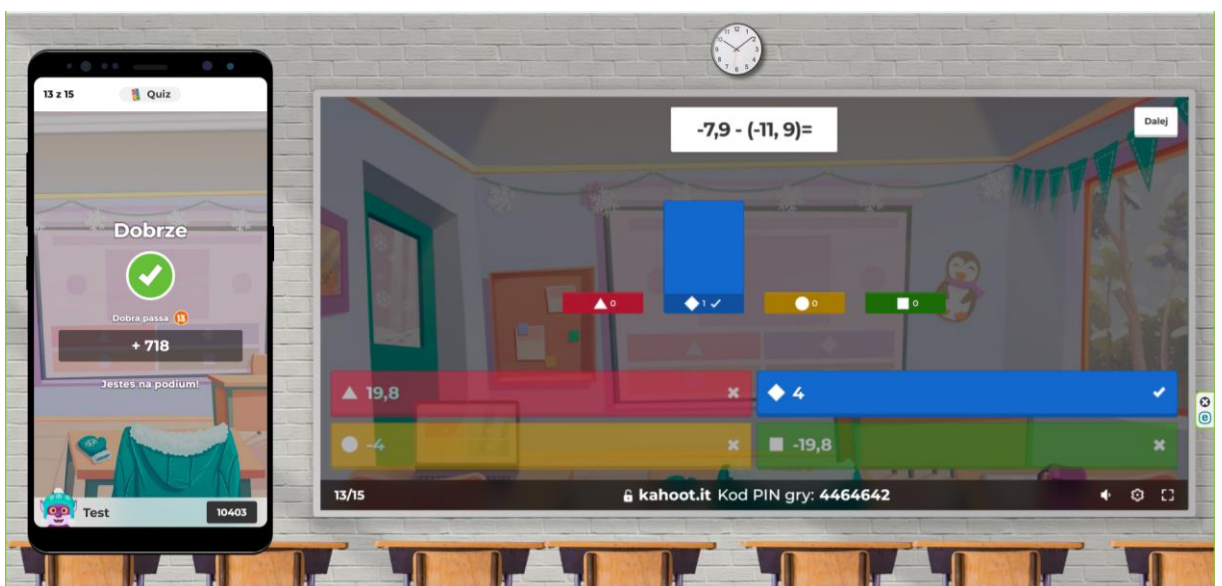 13 z 15
Quiz
Dobrze
Dobra passa 13
+ 718
Jesteś na podium!
Test
10403
-7,9 - (-11, 9)=
Dalej
0
1
0
0
19,8
4
-4
-19,8
13/15
kahoot.it Kod PIN gry: 4464642